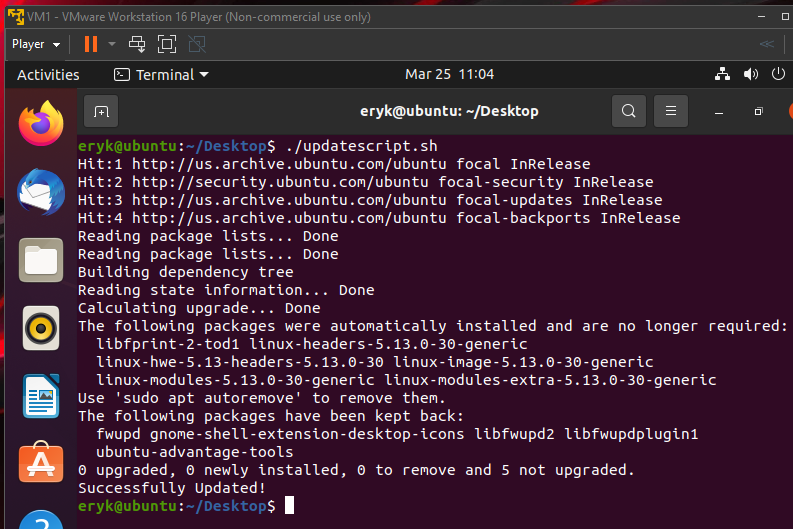 VM1 - VMware Workstation 16 Player (Non-commercial use only)
Player
Activities
Terminal
Mar 25 11:04
eryk@ubuntu: ~/Desktop
eryk@ubuntu:~/Desktop$ ./updatescript.sh
Hit:1 http://us.archive.ubuntu.com/ubuntu focal InRelease
Hit:2 http://security.ubuntu.com/ubuntu focal-security InRelease
Hit:3 http://us.archive.ubuntu.com/ubuntu focal-updates InRelease
Hit:4 http://us.archive.ubuntu.com/ubuntu focal-backports InRelease
Reading package lists... Done
Reading package lists... Done
Building dependency tree
Reading state information... Done
Calculating upgrade... Done
The following packages were automatically installed and are no longer required:
  libfprint-2-tod1 linux-headers-5.13.0-30-generic
  linux-hwe-5.13-headers-5.13.0-30 linux-image-5.13.0-30-generic
  linux-modules-5.13.0-30-generic linux-modules-extra-5.13.0-30-generic
Use 'sudo apt autoremove' to remove them.
The following packages have been kept back:
  fwupd gnome-shell-extension-desktop-icons libfwupd2 libfwupdplugin1
  ubuntu-advantage-tools
0 upgraded, 0 newly installed, 0 to remove and 5 not upgraded.
Successfully Updated!
eryk@ubuntu:~/Desktop$